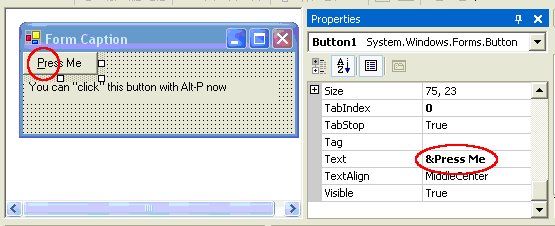 Form Caption
Press Me
You can "click" this button with Alt-P now
Properties
Button1 System.Windows.Forms.Button
Size 75, 23
TabIndex 0
TabStop True
Tag
Text &Press Me
TextAlign MiddleCenter
Visible True